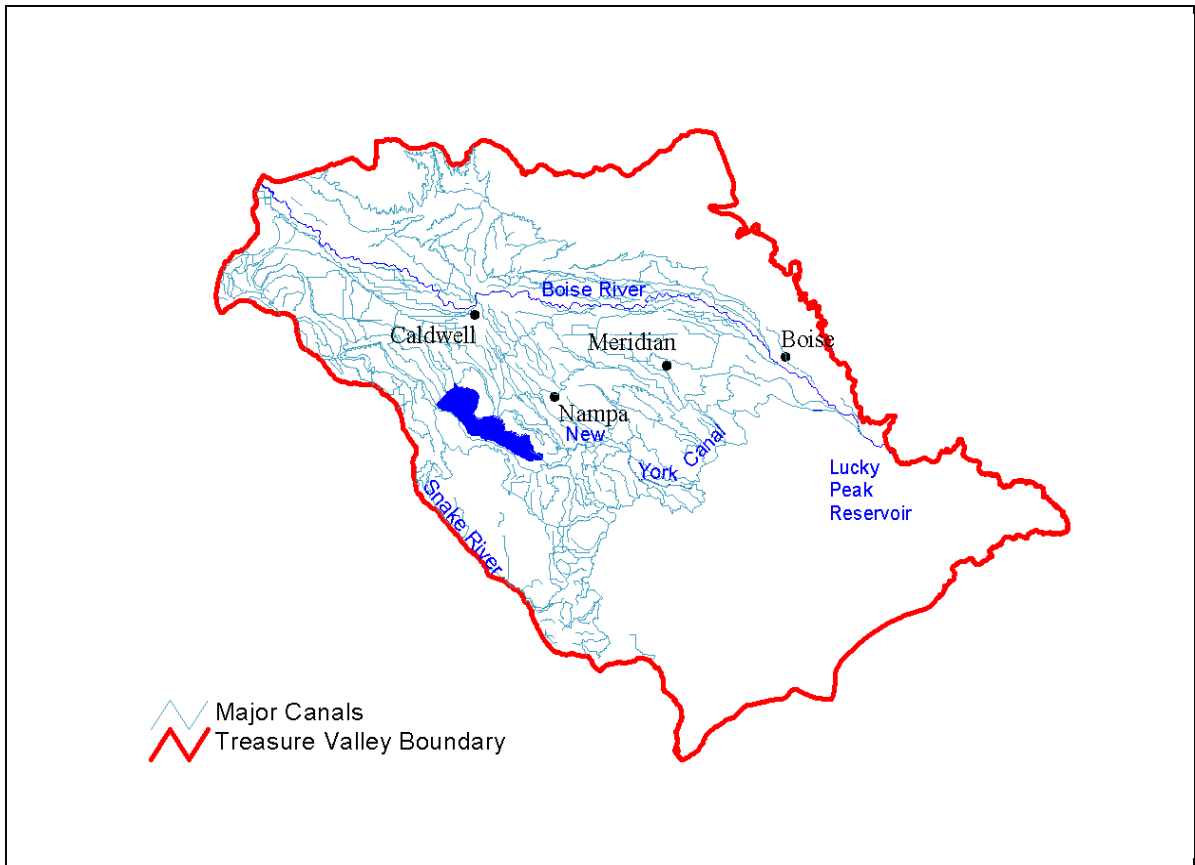 Boise River
Caldwell
Meridian
Boise
Nampa
New
York Canal
Lucky
Peak
Reservoir
Snake River
Major Canals
Treasure Valley Boundary